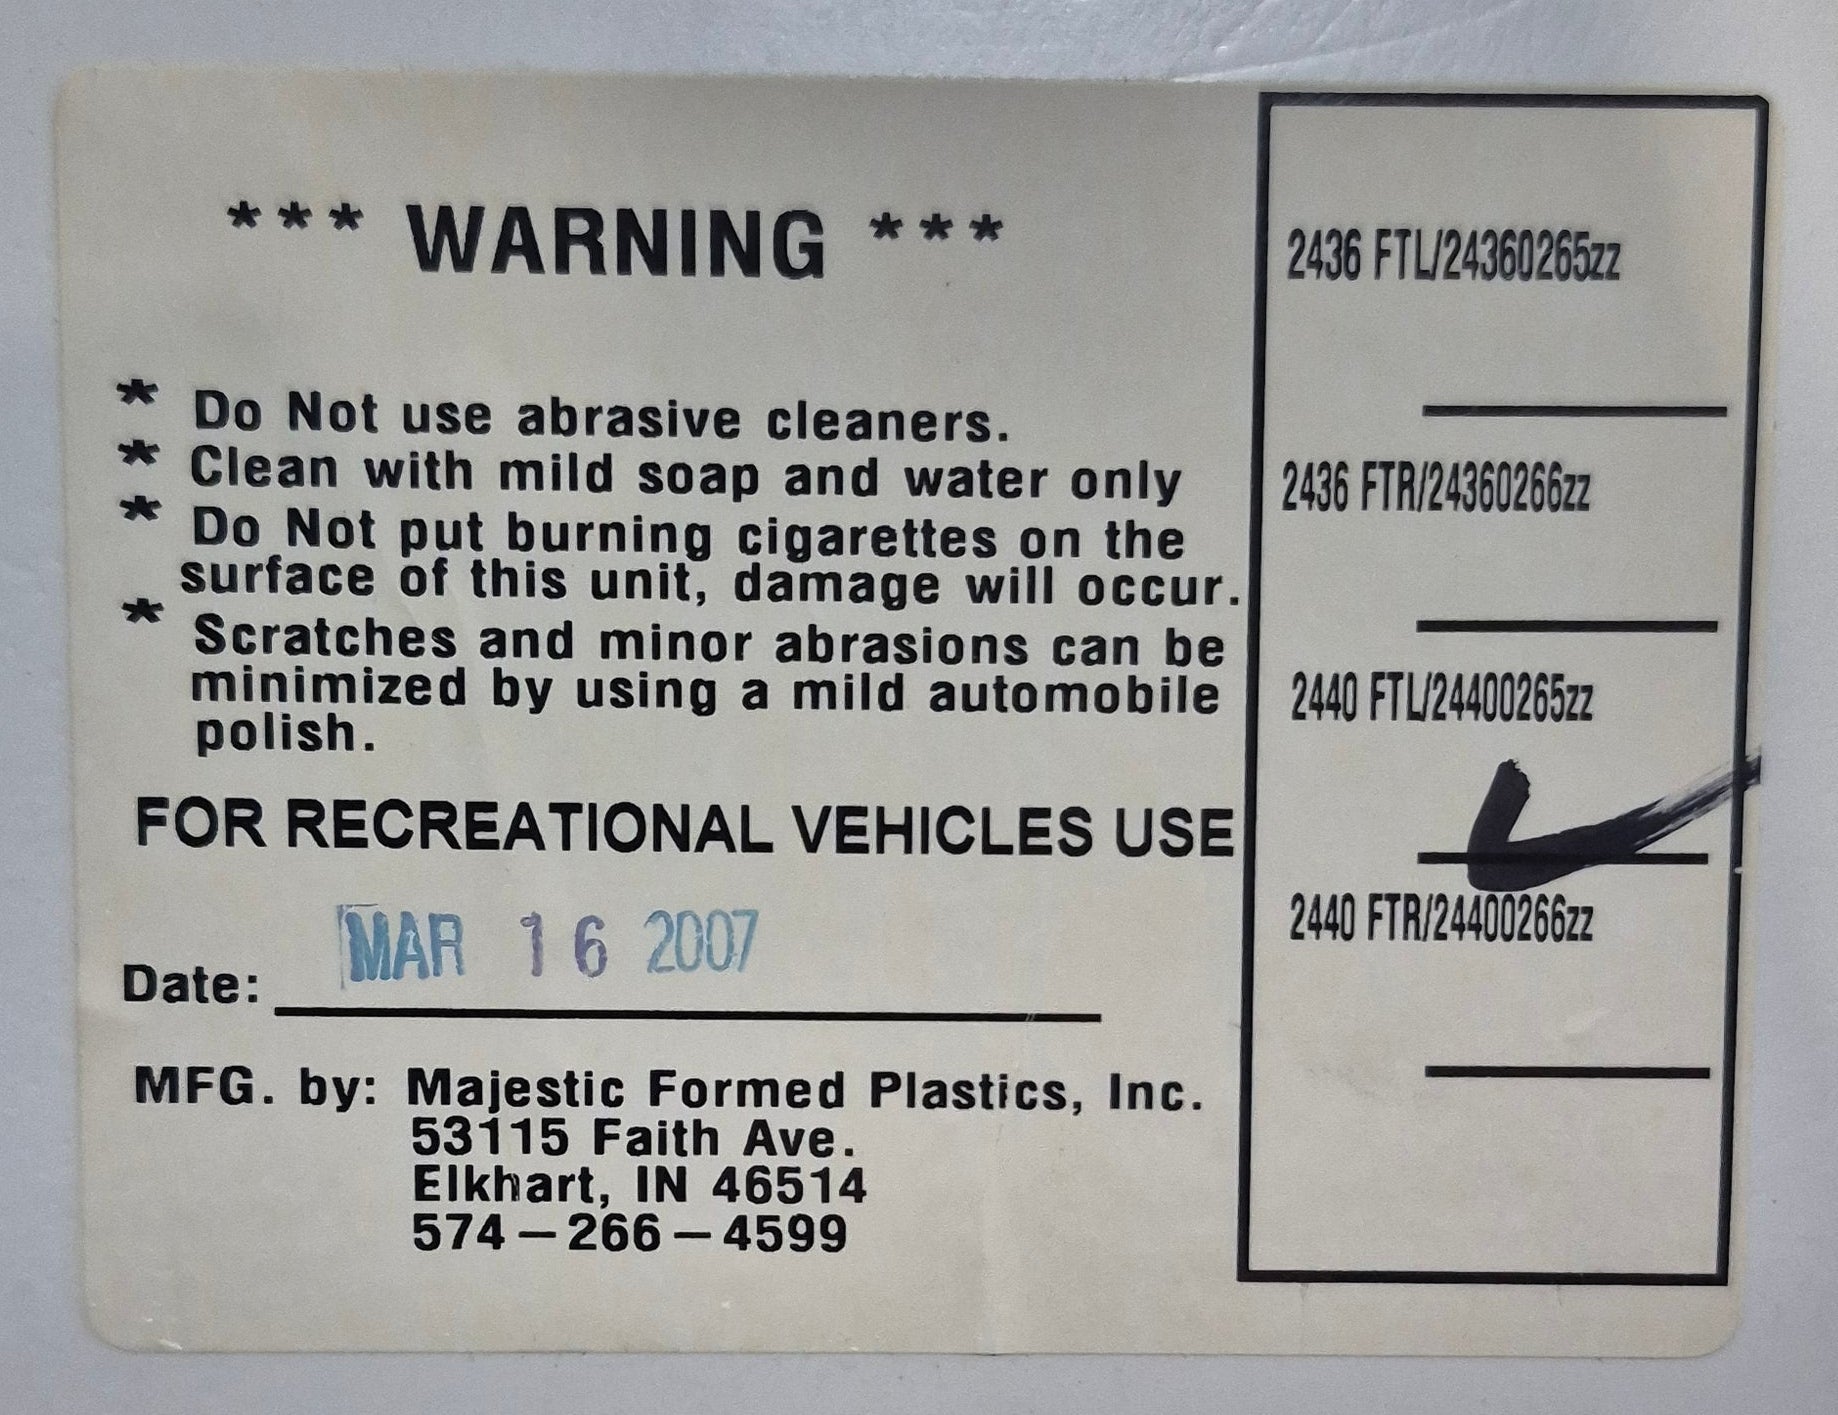 *** WARNING ***
* Do Not use abrasive cleaners.
* Clean with mild soap and water only
* Do Not put burning cigarettes on the
surface of this unit, damage will occur.
* Scratches and minor abrasions can be
minimized by using a mild automobile
polish.
FOR RECREATIONAL VEHICLES USE
Date: MAR 16 2007
MFG. by: Majestic Formed Plastics, Inc.
53115 Faith Ave.
Elkhart, IN 46514
574-266-4599
2436 FTL/24360265zz
2436 FTR/24360266zz
2440 FTL/24400265zz
2440 FTR/24400266zz